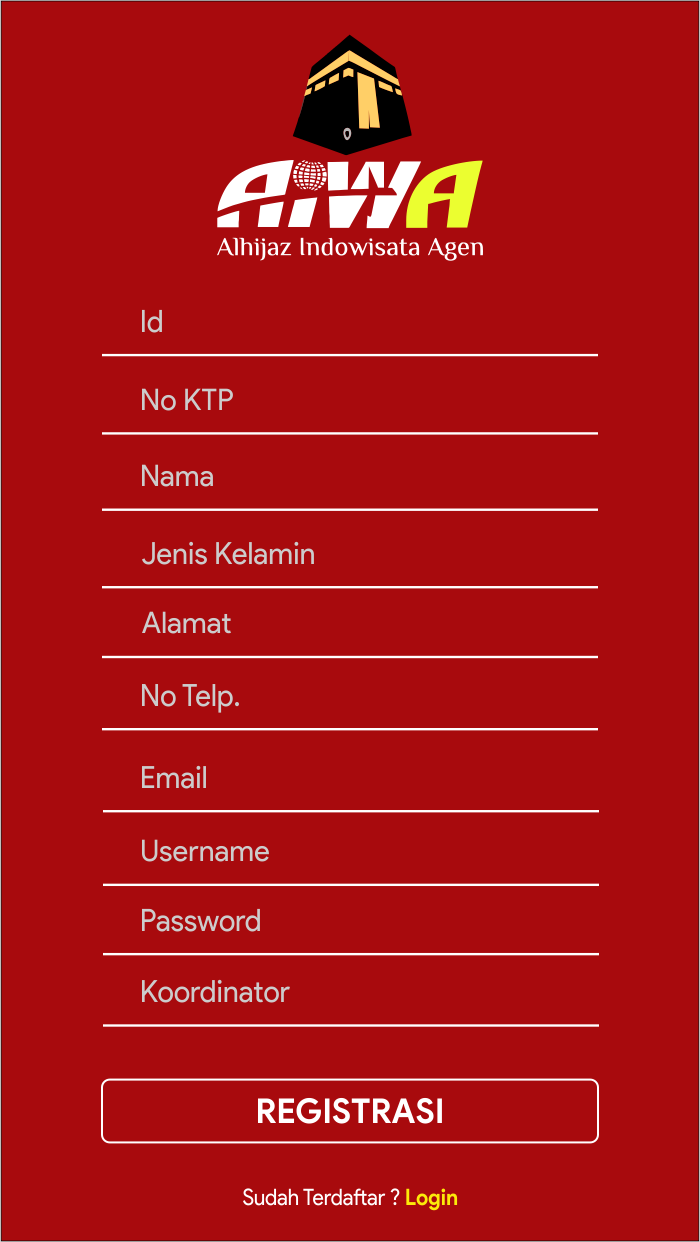 AIWA
Alhijaz Indowisata Agen
Id
No KTP
Nama
Jenis Kelamin
Alamat
No Telp.
Email
Username
Password
Koordinator
REGISTRASI
Sudah Terdaftar ? Login